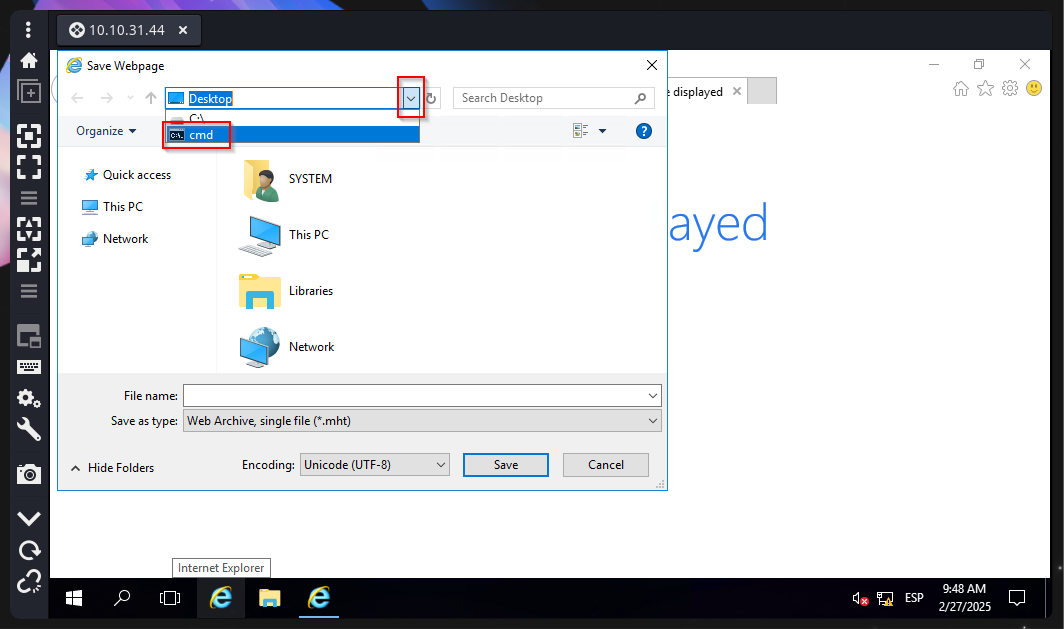 10.10.31.44
Save Webpage
Desktop
Search Desktop
e displayed
C:\
Organize
C:\.
cmd
Quick access
SYSTEM
This PC
This PC
ayed
Network
Libraries
Network
File name:
Save as type: Web Archive, single file (*.mht)
Hide Folders
Encoding: Unicode (UTF-8)
Save
Cancel
Internet Explorer
ESP
9:48 AM
2/27/2025